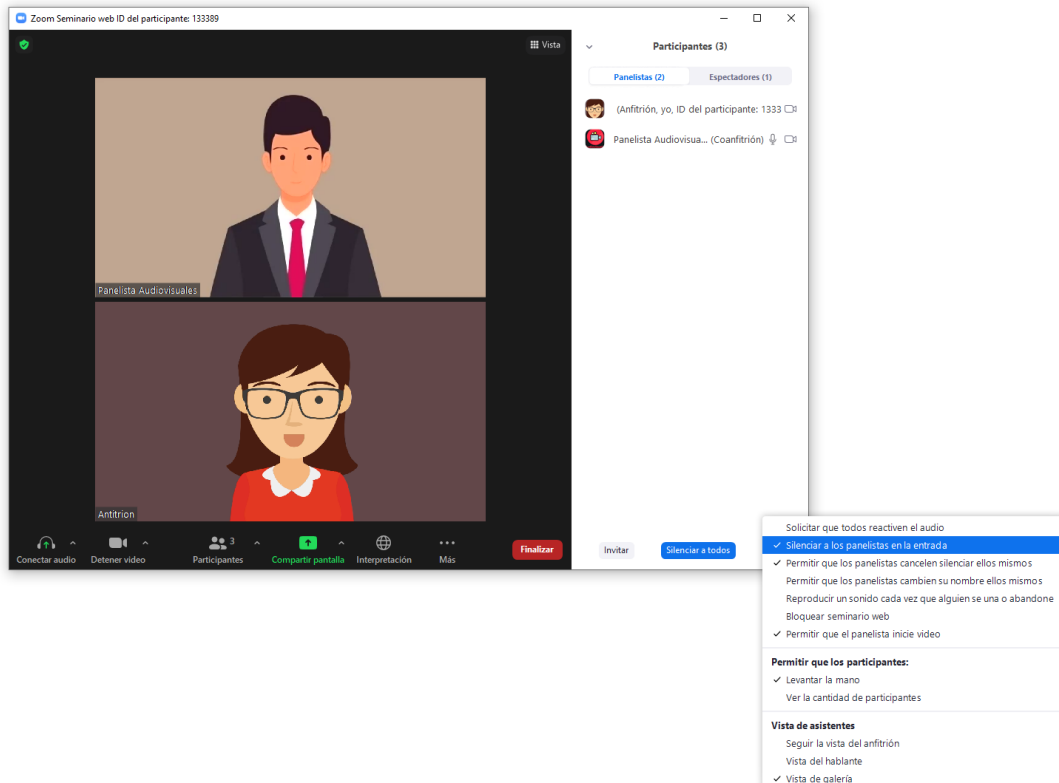 Zoom Seminario web ID del participante: 133389
Vista
Participantes (3)
Panelistas (2)
Espectadores (1)
(Anfitrión, yo, ID del participante: 1333
Panelista Audiovisua... (Coanfitrión)
Panelista Audiovisuales
Antitrion
Conectar audio
Detener video
3
Participantes
Compartir pantalla
Interpretación
Más
Finalizar
Invitar
Silenciar a todos
Solicitar que todos reactiven el audio
Silenciar a los panelistas en la entrada
Permitir que los panelistas cancelen silenciar ellos mismos
Permitir que los panelistas cambien su nombre ellos mismos
Reproducir un sonido cada vez que alguien se una o abandone
Bloquear seminario web
Permitir que el panelista inicie video
Permitir que los participantes:
Levantar la mano
Ver la cantidad de participantes
Vista de asistentes
Seguir la vista del anfitrión
Vista del hablante
Vista de galería